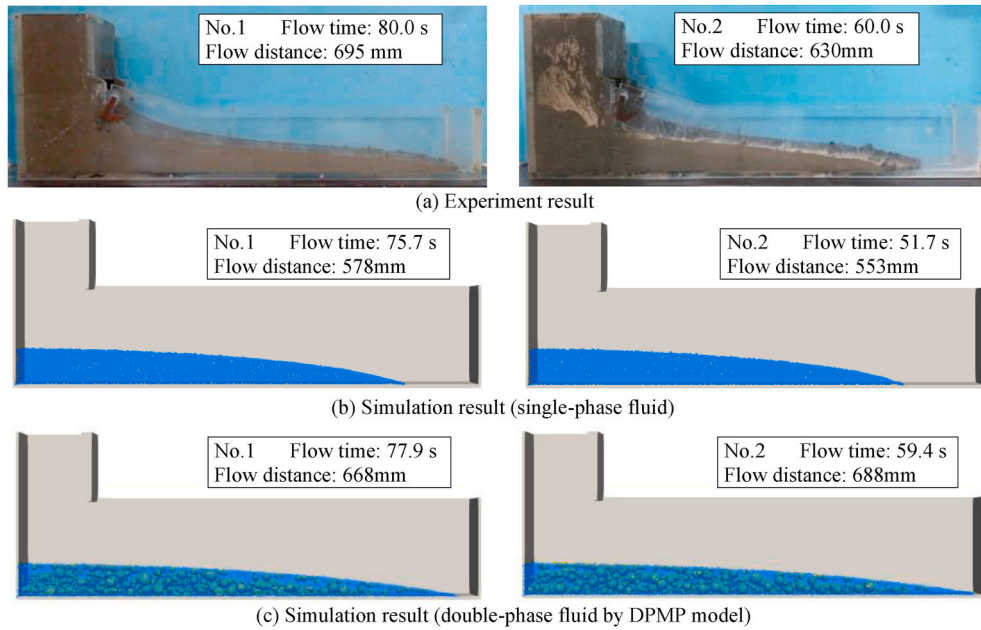 No.1 Flow time: 80.0 s
Flow distance: 695 mm
No.2 Flow time: 60.0 s
Flow distance: 630mm
(a) Experiment result
No.1 Flow time: 75.7 s
Flow distance: 578mm
No.2 Flow time: 51.7 s
Flow distance: 553mm
(b) Simulation result (single-phase fluid)
No.1 Flow time: 77.9 s
Flow distance: 668mm
No.2 Flow time: 59.4 s
Flow distance: 688mm
(c) Simulation result (double-phase fluid by DPMP model)